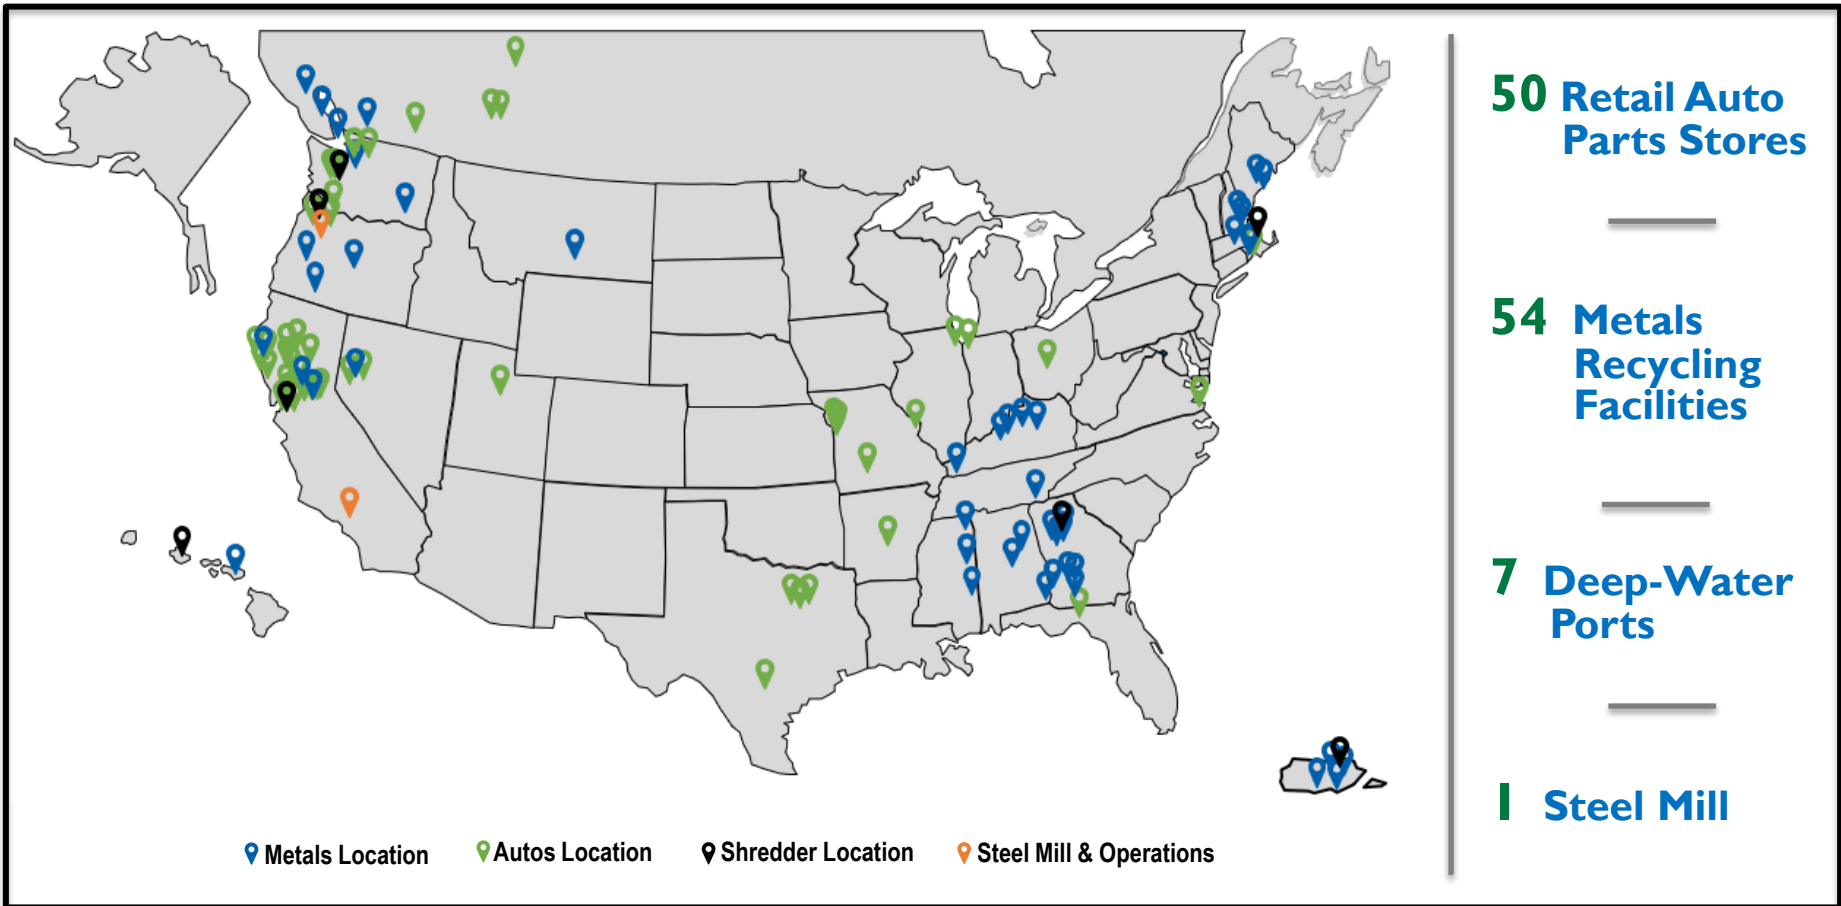 50 Retail Auto
Parts Stores
54 Metals
Recycling
Facilities
7 Deep-Water
Ports
1 Steel Mill
Metals Location
Autos Location
Shredder Location
Steel Mill & Operations